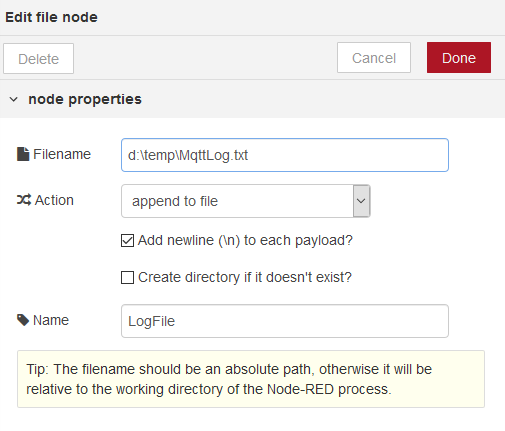 Edit file node
Delete
Cancel
Done
node properties
Filename
d:\temp\MqttLog.txt
Action
append to file
Add newline (\n) to each payload?
Create directory if it doesn't exist?
Name
LogFile
Tip: The filename should be an absolute path, otherwise it will be
relative to the working directory of the Node-RED process.